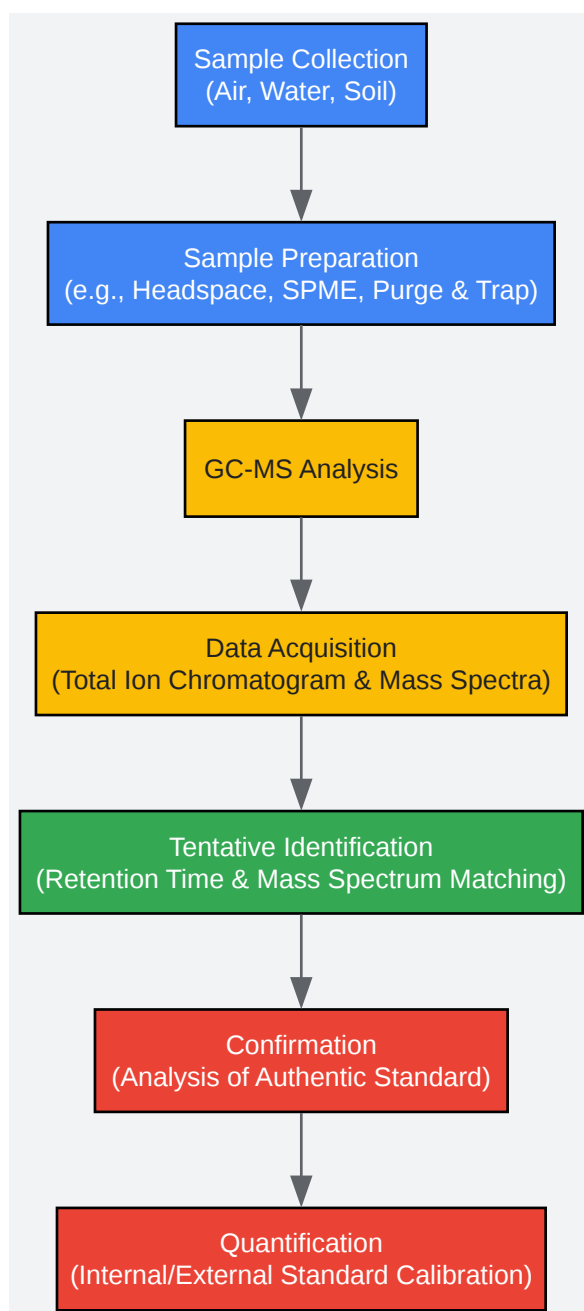 Sample Collection
(Air, Water, Soil)
Sample Preparation
(e.g., Headspace, SPME, Purge & Trap)
GC-MS Analysis
Data Acquisition
(Total Ion Chromatogram & Mass Spectra)
Tentative Identification
(Retention Time & Mass Spectrum Matching)
Confirmation
(Analysis of Authentic Standard)
Quantification
(Internal/External Standard Calibration)